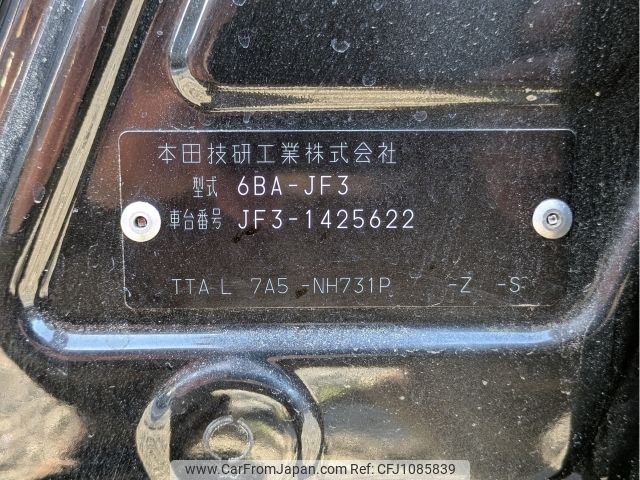 本田技研工業株式会社
型式 6BA-JF3
車台番号 JF3-1425622
TTA L 7A5 -NH731P -Z -S
www.CarFromJapan.com Ref:CFJ1085839